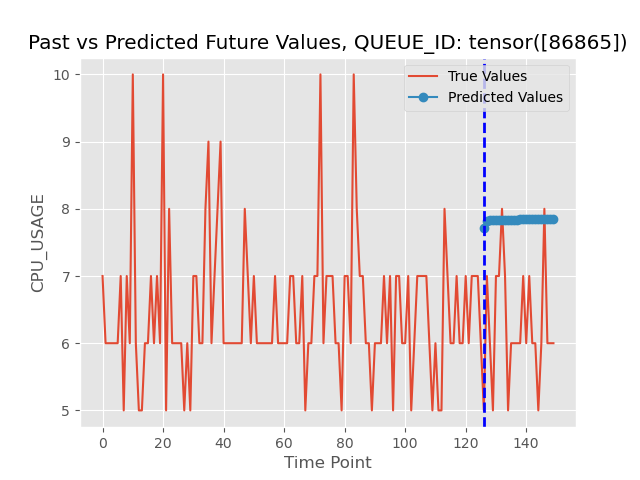 Past vs Predicted Future Values, QUEUE_ID: tensor([86865])
True Values
Predicted Values
10
9
8
7
6
5
CPU_USAGE
0 20 40 60 80 100 120 140
Time Point